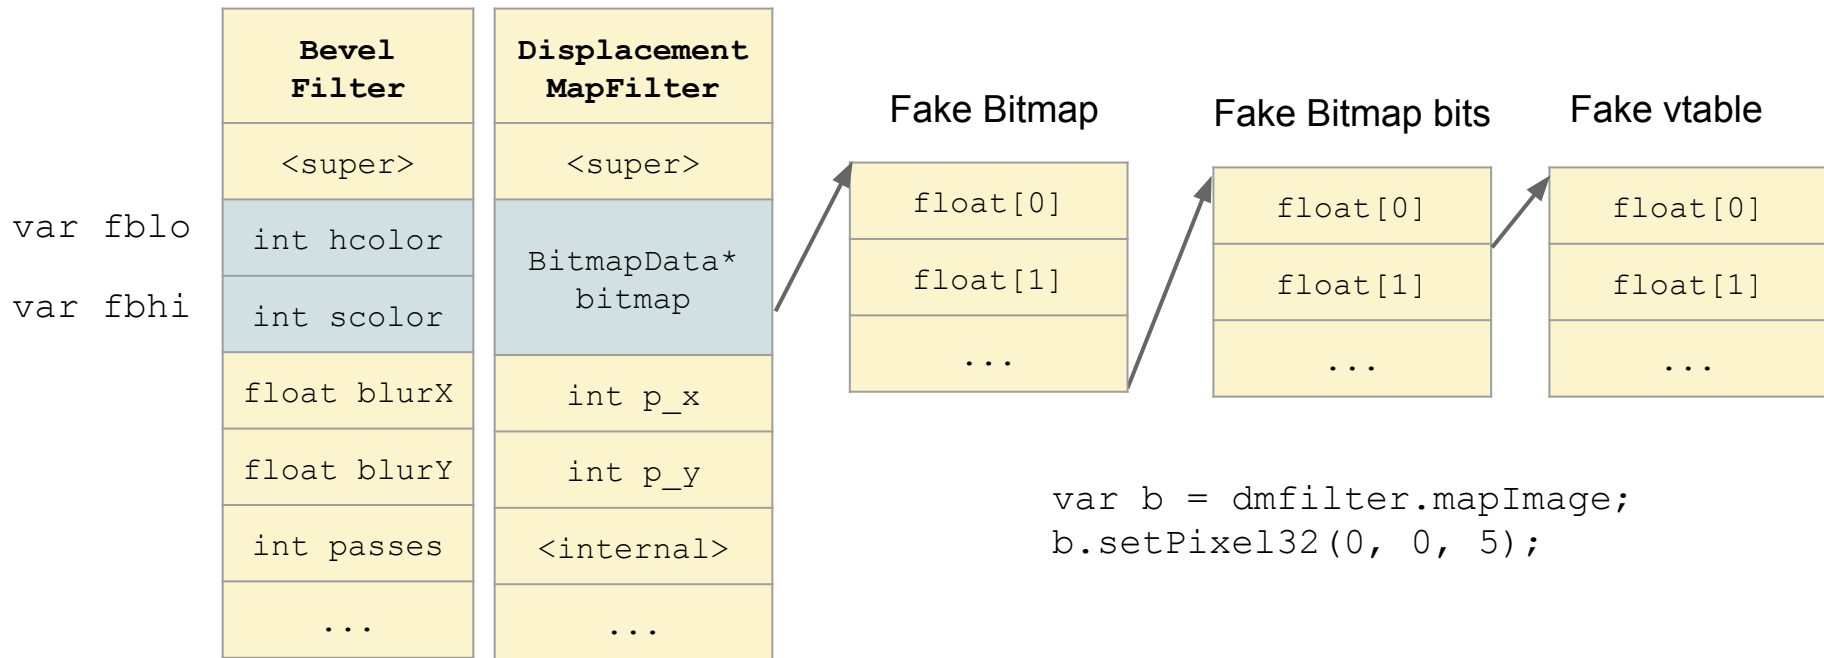 var fblo
var fbhi
Bevel
Filter
<super>
int hcolor
int scolor
float blurX
float blurY
int passes
...
Displacement
MapFilter
<super>
BitmapData*
bitmap
int p_x
int p_y
<internal>
...
Fake Bitmap
float[0]
float[1]
...
Fake Bitmap bits
float[0]
float[1]
...
Fake vtable
float[0]
float[1]
...
var b = dmfilter.mapImage;
b.setPixel32(0, 0, 5);